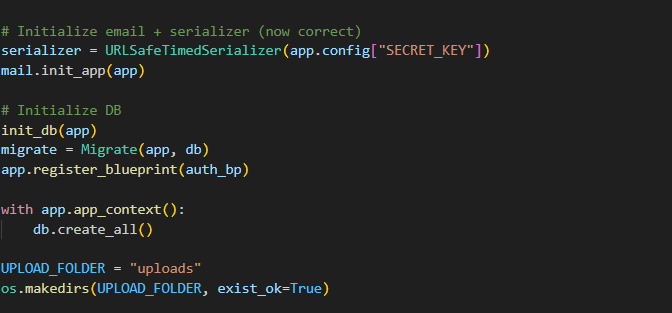 # Initialize email + serializer (now correct)
serializer = URLSafeTimedSerializer(app.config["SECRET_KEY"])
mail.init_app(app)
# Initialize DB
init_db(app)
migrate = Migrate(app, db)
app.register_blueprint(auth_bp)
with app.app_context():
    db.create_all()
UPLOAD_FOLDER = "uploads"
os.makedirs(UPLOAD_FOLDER, exist_ok=True)